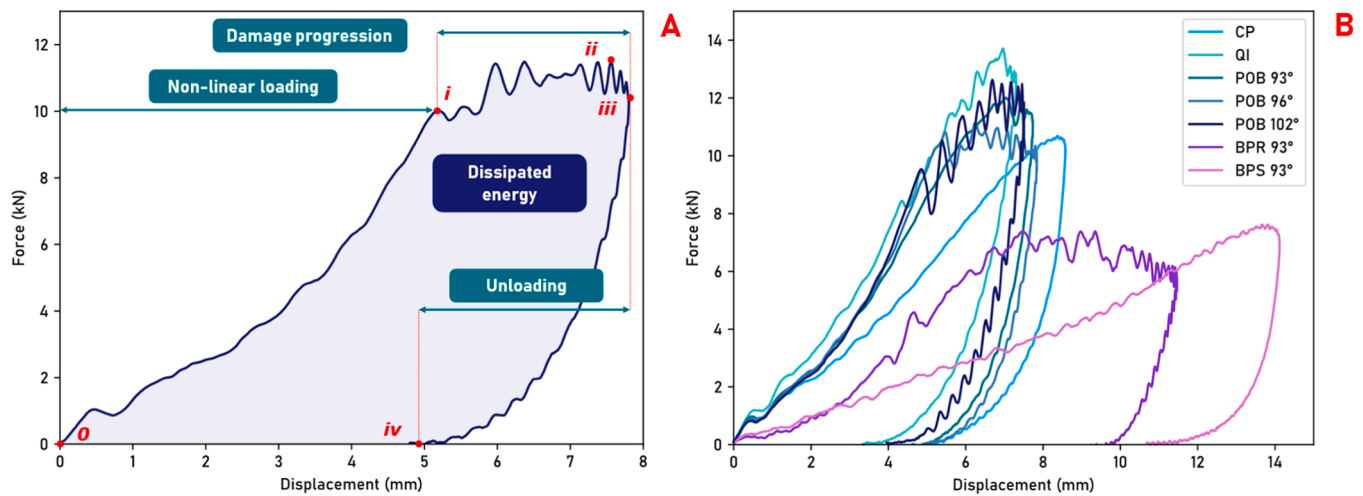 A
Damage progression
ii
Non-linear loading
i
iii
Dissipated
energy
Unloading
iv
0
12
10
8
6
4
2
0
Force (kN)
0 1 2 3 4 5 6 7 8
Displacement (mm)
B
CP
QI
POB 93°
POB 96°
POB 102°
BPR 93°
BPS 93°
14
12
10
8
6
4
2
0
Force (kN)
0 2 4 6 8 10 12 14
Displacement (mm)